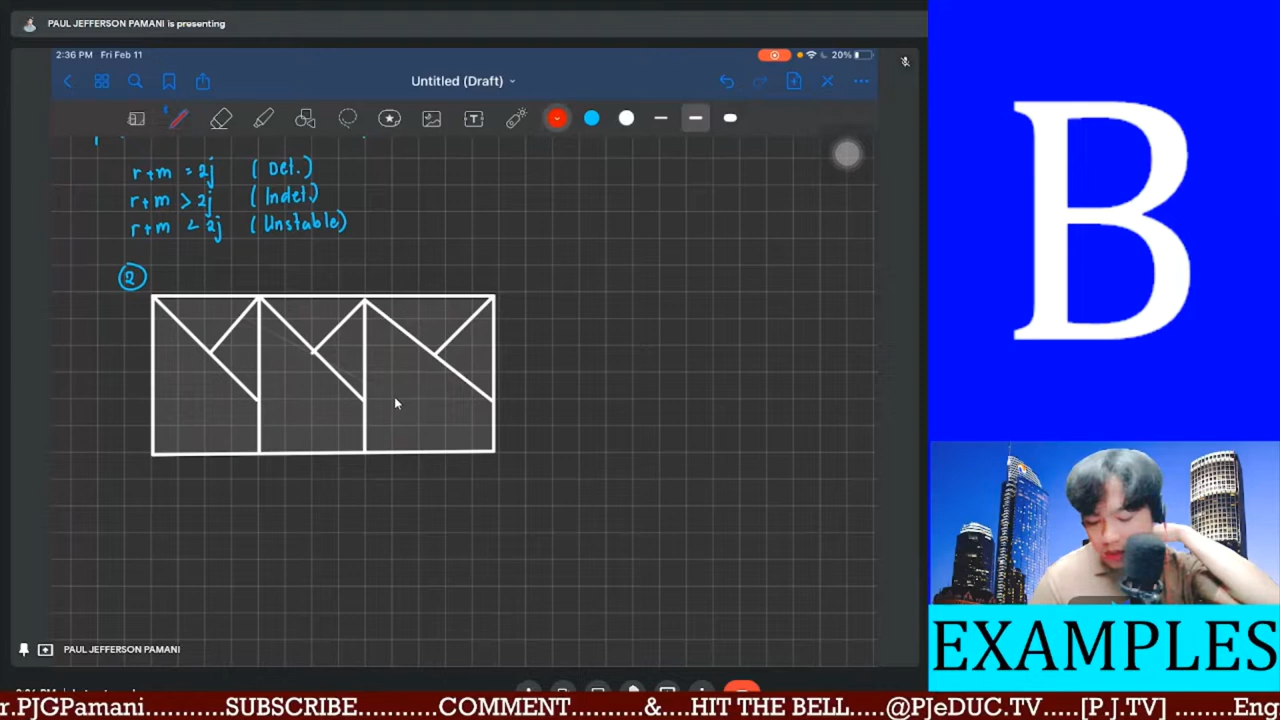 PAUL JEFFERSON PAMANI is presenting
2:36 PM Fri Feb 11
20%
Untitled (Draft)
r+m = 2j (Det.)
r+m > 2j (Indet.)
r+m < 2j (Unstable)
2
B
PAUL JEFFERSON PAMANI
EXAMPLES
r.PJGPamani..........SUBSCRIBE..........COMMENT..........&....HIT THE BELL.....@PJeDUC.TV.....[P.J.TV] ........Eng